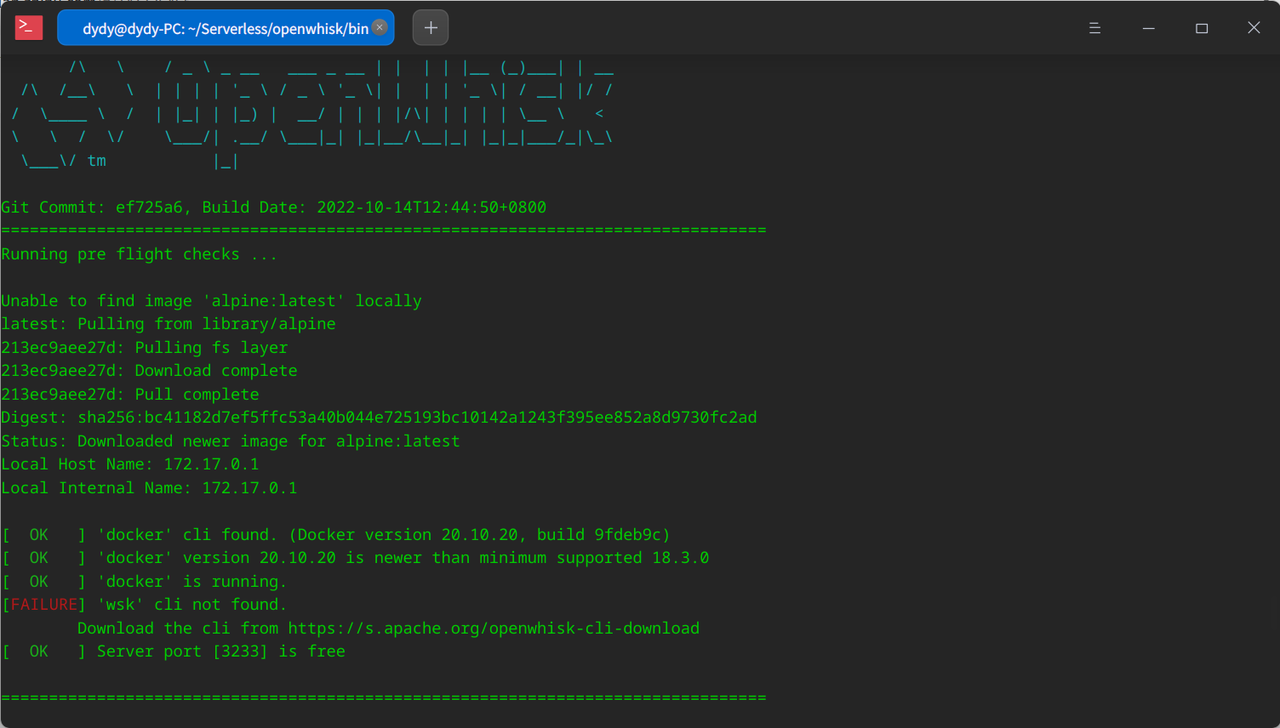 dydy@dydy-PC: ~/Serverless/openwhisk/bin
       /\   \    / _ \ _ __   ___ _ __ | |  | | |__ (_)___| | __
  /\  /__\   \  | | | | '_ \ / _ \ '_ \| |  | | '_ \| / __| |/ /
 /  \____ \  /  | |_| | |_) |  __/ | | | |/\| | | | | \__ \   <
 \   \  /  \/    \___/| .__/ \___|_| |_|__/\__|_| |_|_|___/_|\_\
  \___\/ tm           |_|
Git Commit: ef725a6, Build Date: 2022-10-14T12:44:50+0800
================================================================================
Running pre flight checks ...
Unable to find image 'alpine:latest' locally
latest: Pulling from library/alpine
213ec9aee27d: Pulling fs layer
213ec9aee27d: Download complete
213ec9aee27d: Pull complete
Digest: sha256:bc41182d7ef5ffc53a40b044e725193bc10142a1243f395ee852a8d9730fc2ad
Status: Downloaded newer image for alpine:latest
Local Host Name: 172.17.0.1
Local Internal Name: 172.17.0.1
[  OK   ] 'docker' cli found. (Docker version 20.10.20, build 9fdeb9c)
[  OK   ] 'docker' version 20.10.20 is newer than minimum supported 18.3.0
[  OK   ] 'docker' is running.
[FAILURE] 'wsk' cli not found.
        Download the cli from https://s.apache.org/openwhisk-cli-download
[  OK   ] Server port [3233] is free
================================================================================